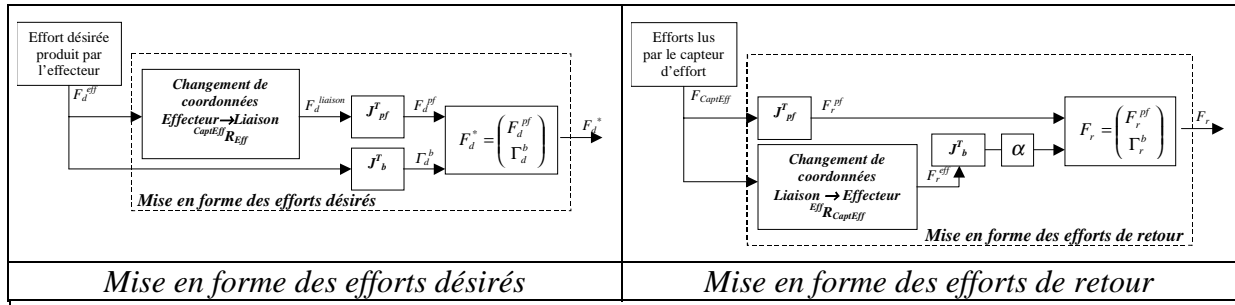 Effort désirée
produit par
l'effecteur
F_d^eff
Changement de
coordonnées
Effecteur→Liaison
^CaptEff R_Eff
F_d^liaison
J^T_pf
F_d^pf
J^T_b
Γ_d^b
F_d^* = (F_d^pf
Γ_d^b)
F_d^*
Mise en forme des efforts désirés
Mise en forme des efforts désirés
Efforts lus
par le capteur
d'effort
F_CaptEff
J^T_pf
F_r^pf
Changement de
coordonnées
Liaison → Effecteur
^Eff R_CaptEff
F_r^eff
J^T_b
α
F_r = (F_r^pf
Γ_r^b)
F_r
Mise en forme des efforts de retour
Mise en forme des efforts de retour